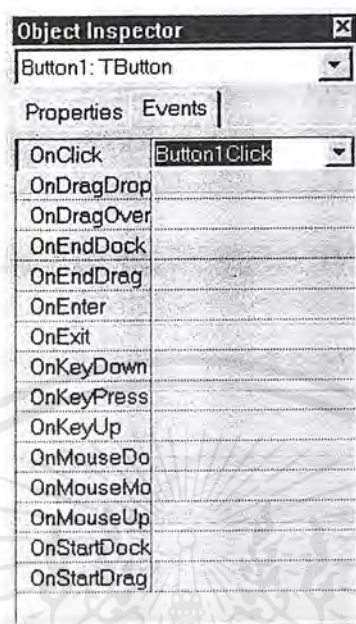 Object Inspector
Button1: TButton
Properties Events
OnClick Button1Click
OnDragDrop
OnDragOver
OnEndDock
OnEndDrag
OnEnter
OnExit
OnKeyDown
OnKeyPress
OnKeyUp
OnMouseDo
OnMouseMo
OnMouseUp
OnStartDock
OnStartDrag